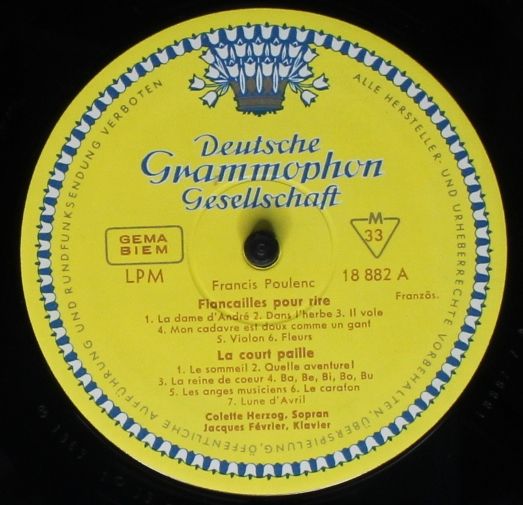 Deutsche
Grammophon
Gesellschaft
GEMA
BIEM
LPM
M
33
18 882 A
Francis Poulenc
Französ.
Fiancailles pour rire
1. La dame d'André 2. Dans l'herbe 3. Il vole
4. Mon cadavre est doux comme un gant
5. Violon 6. Fleurs
La court paille
1. Le sommeil 2. Quelle aventure!
3. La reine de coeur 4. Ba, Be, Bi, Bo, Bu
5. Les anges musiciens 6. Le carafon
7. Lune d'Avril
Colette Herzog, Sopran
Jacques Février, Klavier
ALLE HERSTELLER- UND URHEBERRECHTE VORBEHALTEN, ÜBERSPIELUNG, ÖFFENTLICHE AUFFÜHRUNG UND RUNDFUNKSENDUNG VERBOTEN